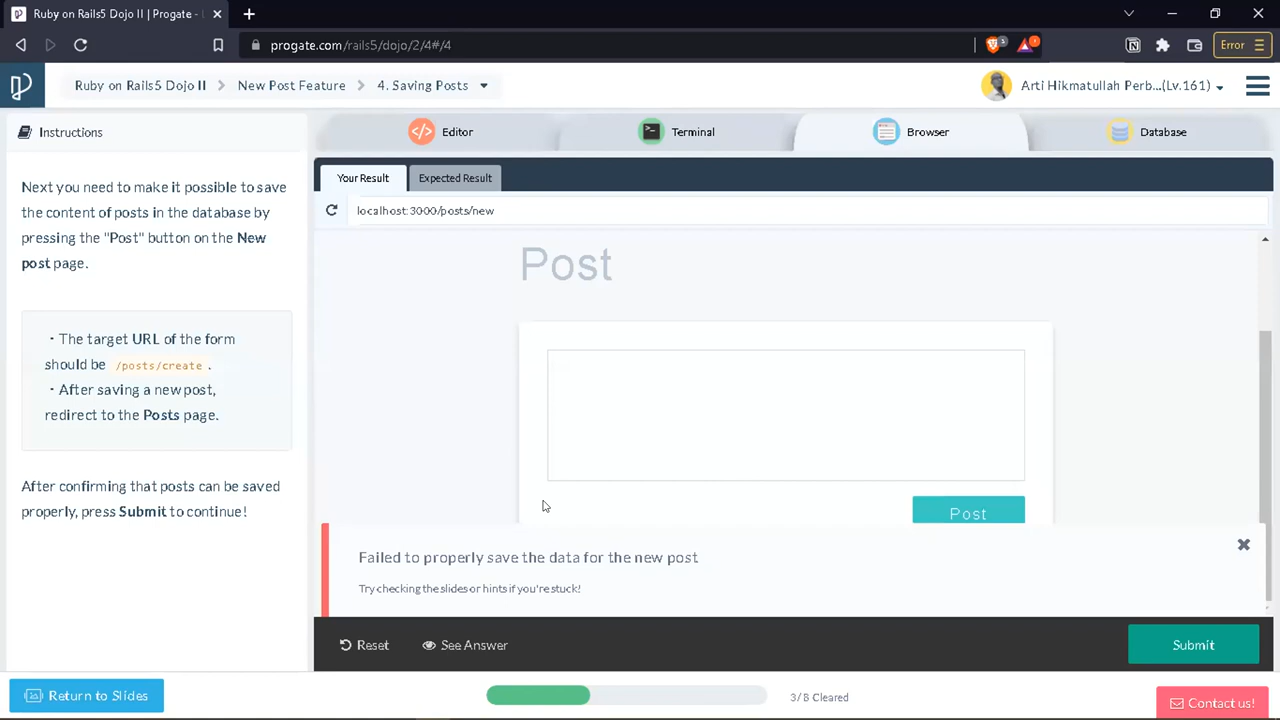 Ruby on Rails5 Dojo II | Progate -
progate.com/rails5/dojo/2/4#/4
Error
Ruby on Rails5 Dojo II
New Post Feature
4. Saving Posts
Arti Hikmatullah Perb...(Lv.161)
Instructions
Editor
Terminal
Browser
Database
Next you need to make it possible to save
the content of posts in the database by
pressing the "Post" button on the New
post page.
・The target URL of the form
should be /posts/create .
・After saving a new post,
redirect to the Posts page.
After confirming that posts can be saved
properly, press Submit to continue!
Your Result
Expected Result
localhost:3000/posts/new
Post
Post
Failed to properly save the data for the new post
Try checking the slides or hints if you're stuck!
Reset
See Answer
Submit
Return to Slides
3/8 Cleared
Contact us!